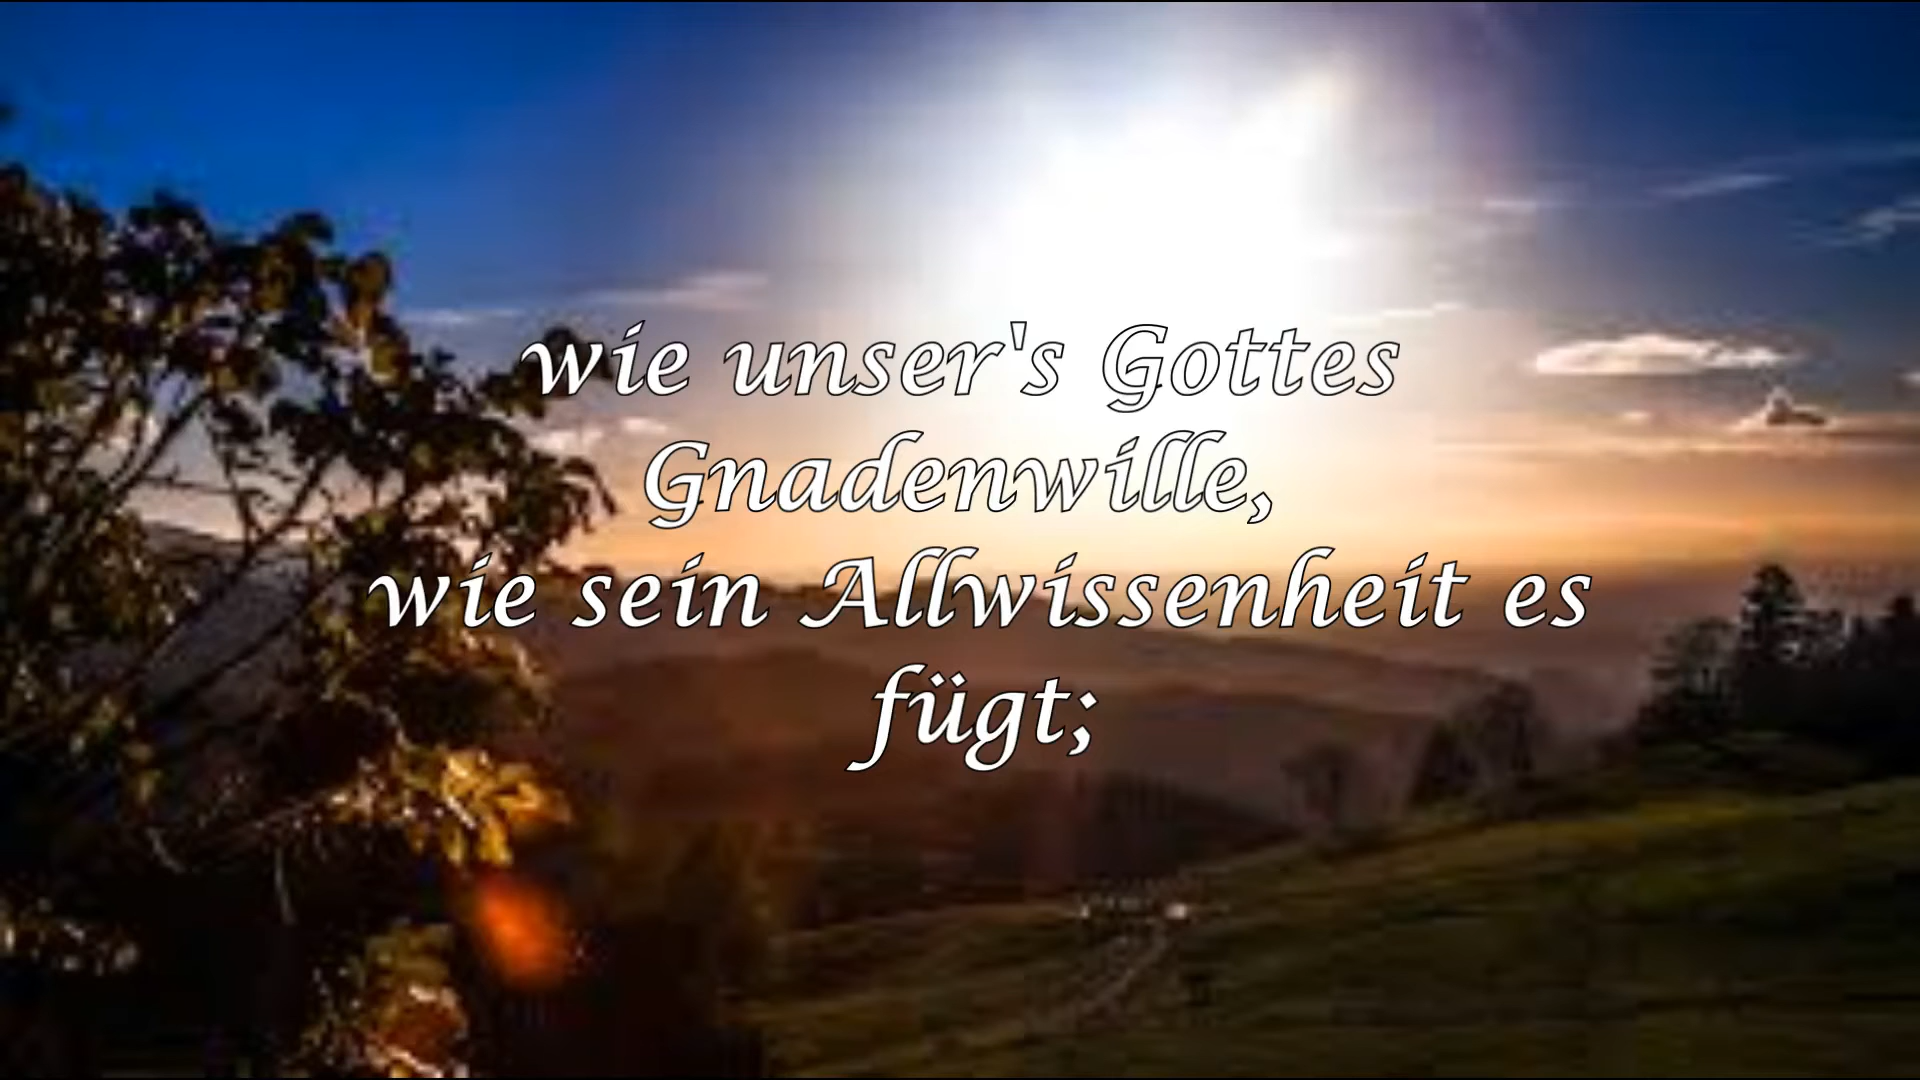 wie unser's Gottes
Gnadenwille,
wie sein Allwissenheit es
fügt;